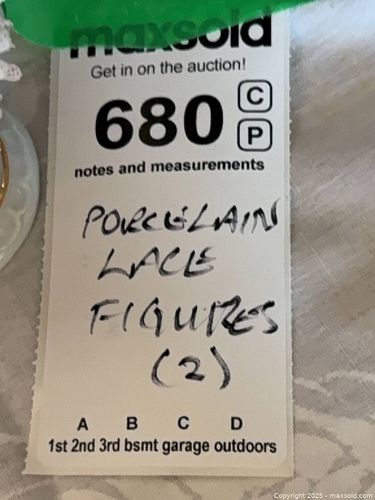 maxsold
Get in on the auction!
680
C
P
notes and measurements
PORCELAIN
LACE
FIGURES
(2)
A B C D
1st 2nd 3rd bsmt garage outdoors
Copyright © 2025 - maxsold.com